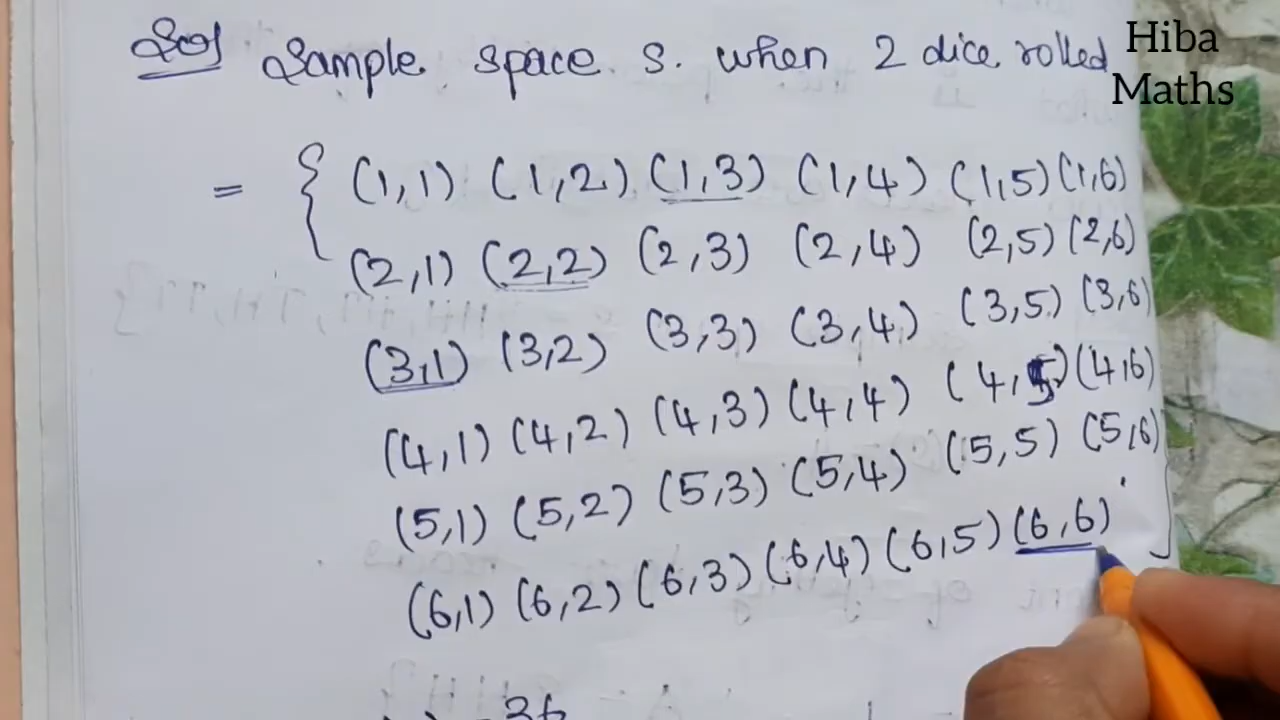 Sol Sample space S. when 2 dice rolled
Hiba
Maths
= { (1,1) (1,2) (1,3) (1,4) (1,5) (1,6)
(2,1) (2,2) (2,3) (2,4) (2,5) (2,6)
(3,1) (3,2) (3,3) (3,4) (3,5) (3,6)
(4,1) (4,2) (4,3) (4,4) (4,5) (4,6)
(5,1) (5,2) (5,3) (5,4) (5,5) (5,6)
(6,1) (6,2) (6,3) (6,4) (6,5) (6,6) }
36